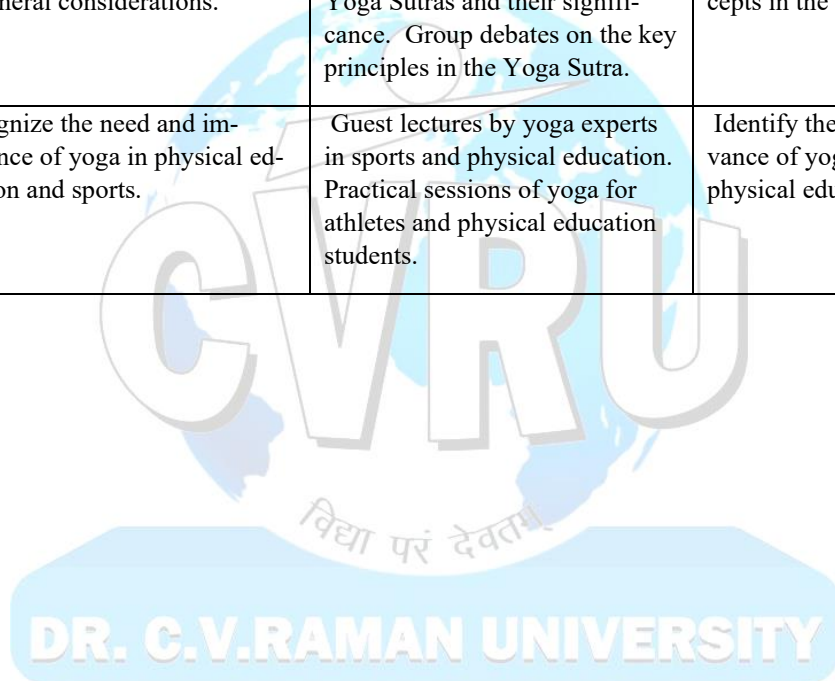 neral considerations.
Yoga Sutras and their signifi-
cance. Group debates on the key
principles in the Yoga Sutra.
cepts in the
gnize the need and im-
nce of yoga in physical ed-
on and sports.
Guest lectures by yoga experts
in sports and physical education.
Practical sessions of yoga for
athletes and physical education
students.
Identify the
vance of yog
physical edu
CVRU
विद्या परं देवतम्
DR. C.V.RAMAN UNIVERSITY